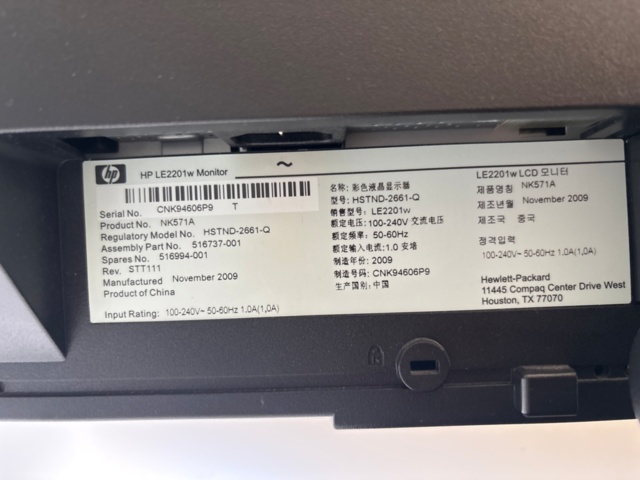 hp
HP LE2201w Monitor
~
Serial No. CNK94606P9 T
Product No. NK571A
Regulatory Model No. HSTND-2661-Q
Assembly Part No. 516737-001
Spares No. 516994-001
Rev. STT111
Manufactured November 2009
Product of China
Input Rating: 100-240V~ 50-60Hz 1.0A(1,0A)
名称: 彩色液晶显示器
型号: HSTND-2661-Q
销售型号: LE2201w
额定电压: 100-240V 交流电压
额定频率: 50-60Hz
额定输入电流: 1.0 安培
制造年份: 2009
制造号码: CNK94606P9
生产国别: 中国
LE2201w LCD 모니터
제품명칭 NK571A
제조년월 November 2009
제조국 중국
정격입력
100-240V~ 50-60Hz 1.0A(1,0A)
Hewlett-Packard
11445 Compaq Center Drive West
Houston, TX 77070